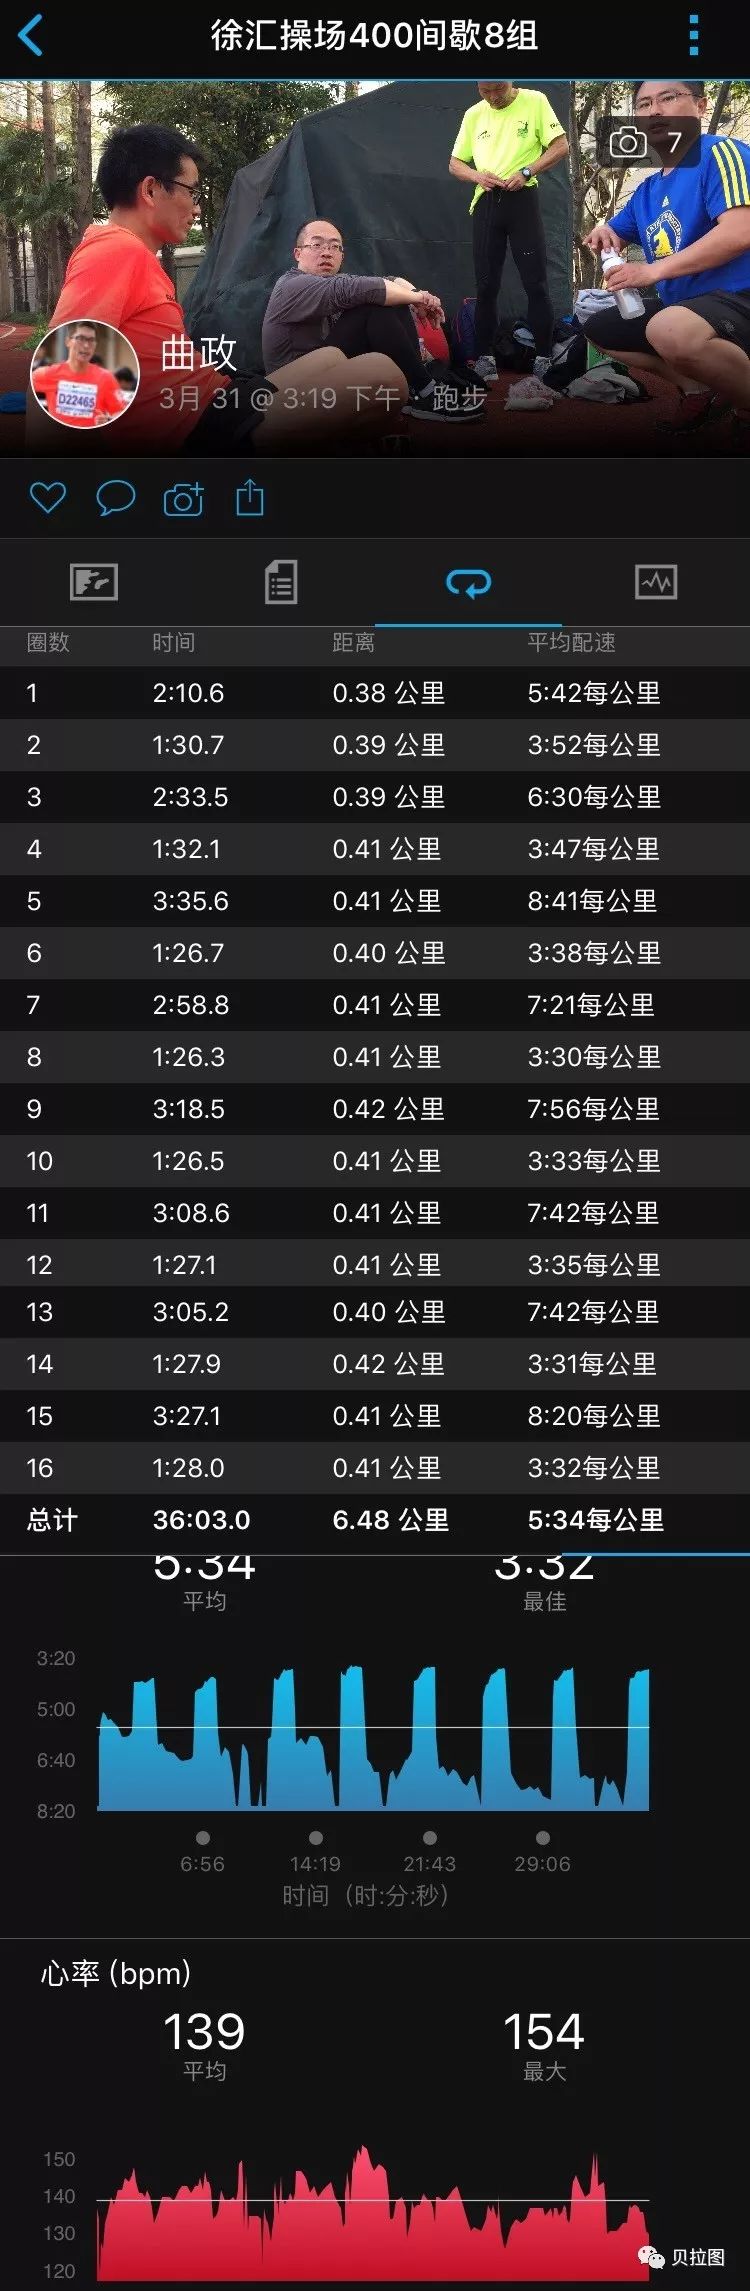 徐汇操场400间歇8组
7
曲政
3月 31 @ 3:19 下午 · 跑步
D22465
圈数 时间 距离 平均配速
1 2:10.6 0.38 公里 5:42每公里
2 1:30.7 0.39 公里 3:52每公里
3 2:33.5 0.39 公里 6:30每公里
4 1:32.1 0.41 公里 3:47每公里
5 3:35.6 0.41 公里 8:41每公里
6 1:26.7 0.40 公里 3:38每公里
7 2:58.8 0.41 公里 7:21每公里
8 1:26.3 0.41 公里 3:30每公里
9 3:18.5 0.42 公里 7:56每公里
10 1:26.5 0.41 公里 3:33每公里
11 3:08.6 0.41 公里 7:42每公里
12 1:27.1 0.41 公里 3:35每公里
13 3:05.2 0.40 公里 7:42每公里
14 1:27.9 0.42 公里 3:31每公里
15 3:27.1 0.41 公里 8:20每公里
16 1:28.0 0.41 公里 3:32每公里
总计 36:03.0 6.48 公里 5:34每公里
5:34 3:32
平均 最佳
3:20
5:00
6:40
8:20
6:56 14:19 21:43 29:06
时间（时:分:秒）
心率 (bpm)
139 154
平均 最大
150
140
130
120
贝拉图